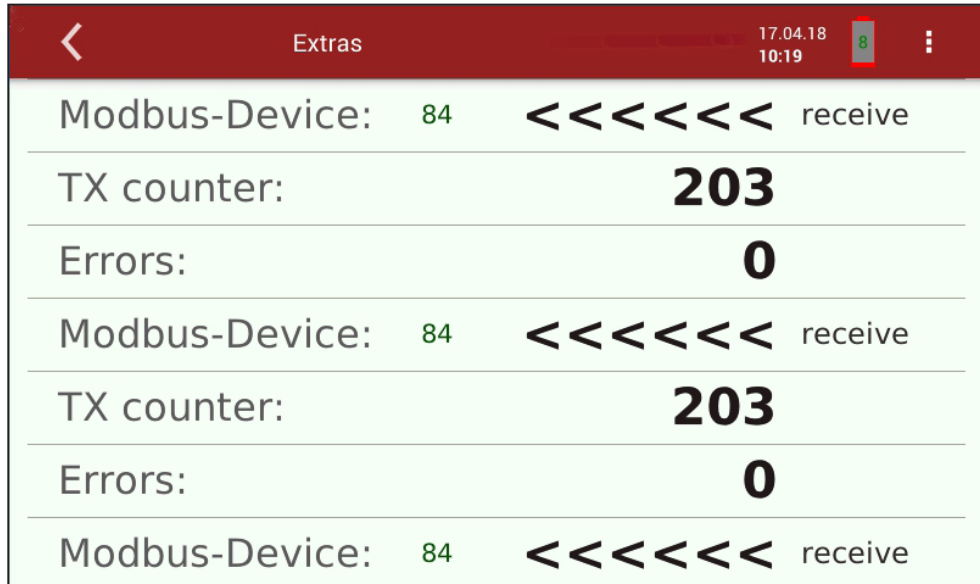 Extras 17.04.18 8
10:19
Modbus-Device: 84 <<<<<< receive
TX counter: 203
Errors: 0
Modbus-Device: 84 <<<<<< receive
TX counter: 203
Errors: 0
Modbus-Device: 84 <<<<<< receive